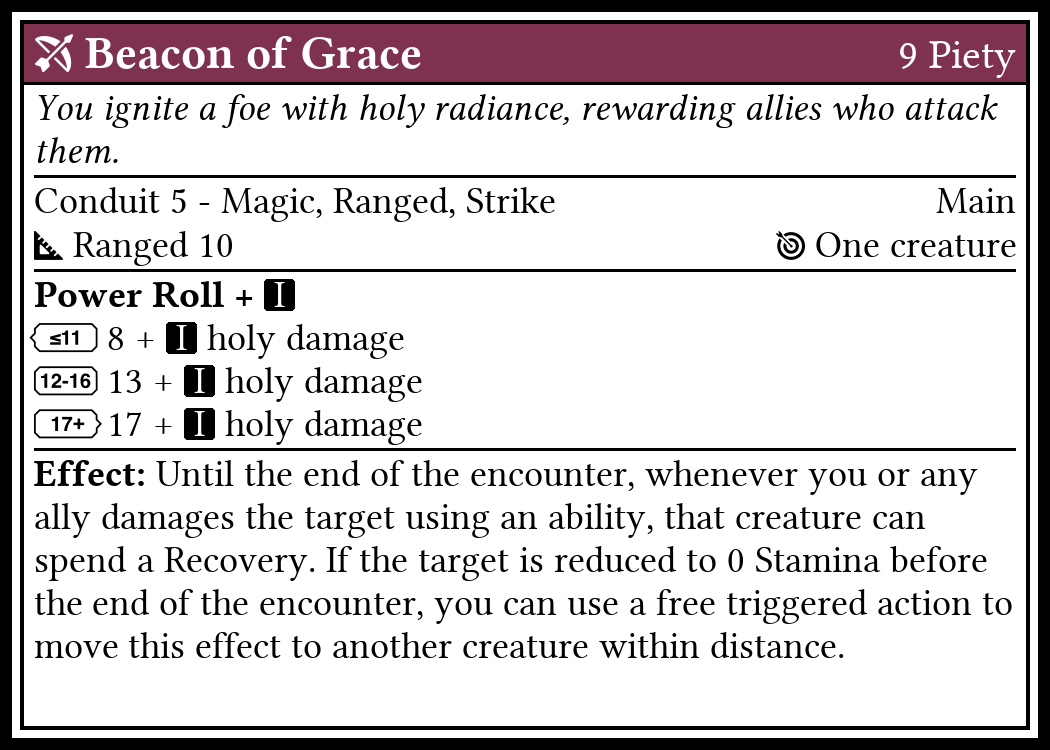 Beacon of Grace 9 Piety
You ignite a foe with holy radiance, rewarding allies who attack
them.
Conduit 5 - Magic, Ranged, Strike Main
Ranged 10 One creature
Power Roll + I
≤11 8 + I holy damage
12-16 13 + I holy damage
17+ 17 + I holy damage
Effect: Until the end of the encounter, whenever you or any
ally damages the target using an ability, that creature can
spend a Recovery. If the target is reduced to 0 Stamina before
the end of the encounter, you can use a free triggered action to
move this effect to another creature within distance.